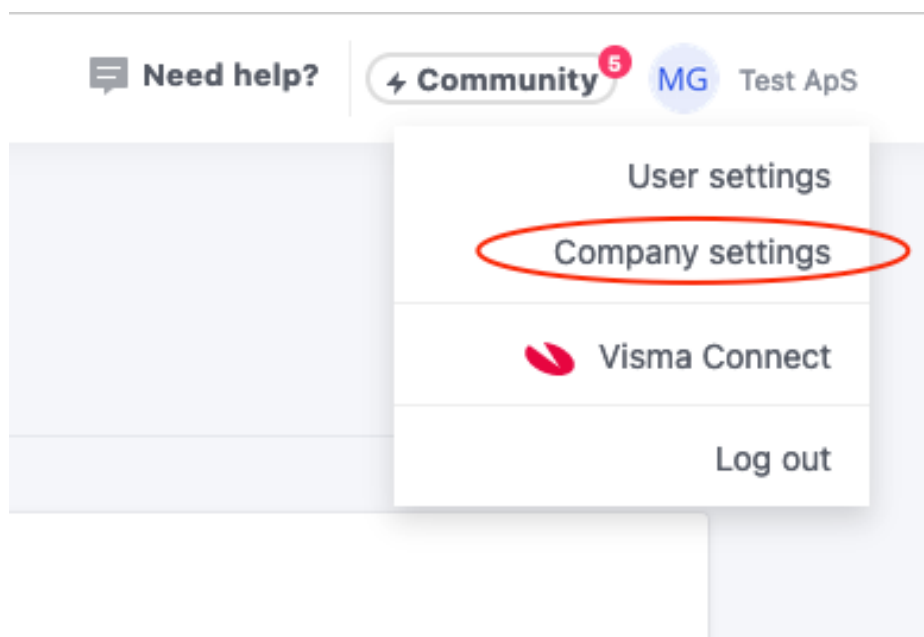 Need help?
Community 5
MG Test ApS
User settings
Company settings
Visma Connect
Log out